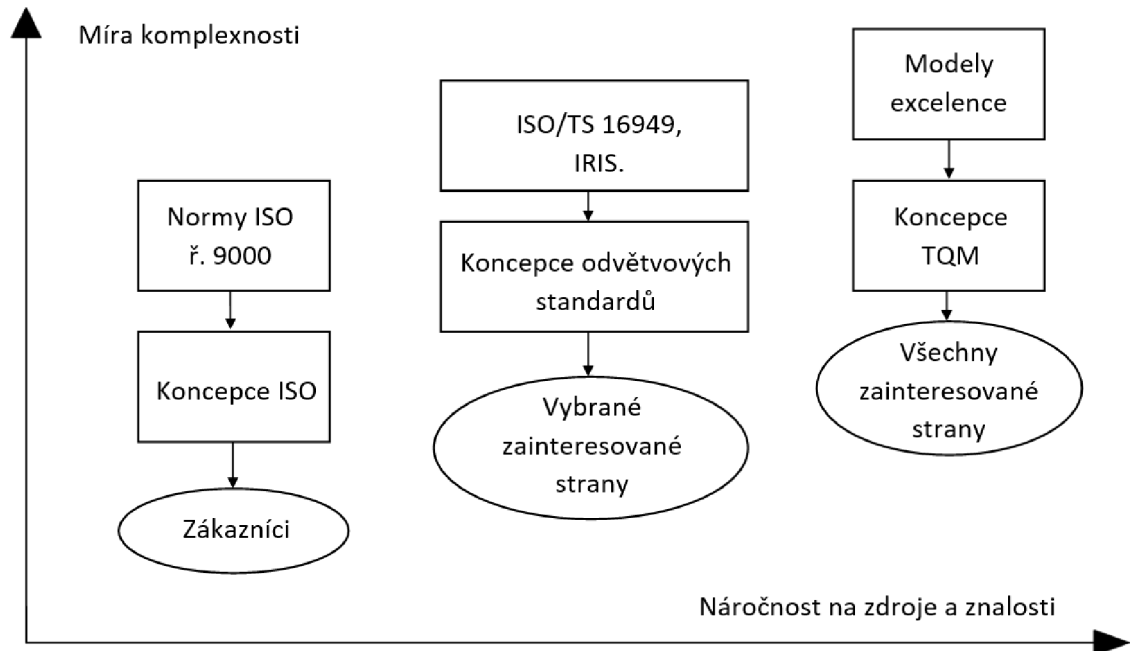 Míra komplexnosti
Normy ISO
ř. 9000
Koncepce ISO
Zákazníci
ISO/TS 16949,
IRIS.
Koncepce odvětvových
standardů
Vybrané
zainteresované
strany
Modely
excelence
Koncepce
TQM
Všechny
zainteresované
strany
Náročnost na zdroje a znalosti